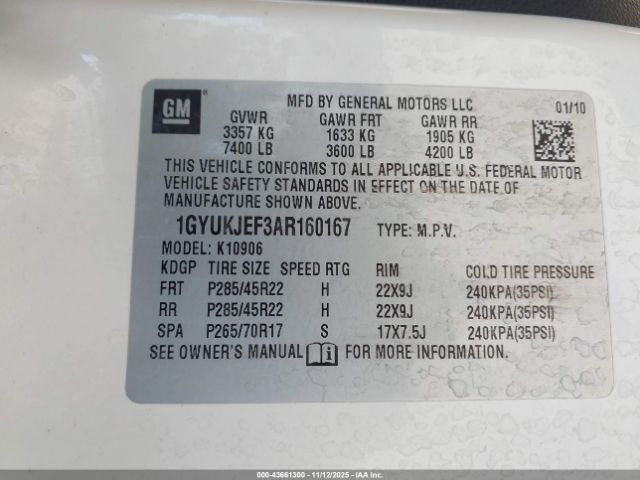 GM ®
MFD BY GENERAL MOTORS LLC 01/10
GVWR GAWR FRT GAWR RR
3357 KG 1633 KG 1905 KG
7400 LB 3600 LB 4200 LB
THIS VEHICLE CONFORMS TO ALL APPLICABLE U.S. FEDERAL MOTOR
VEHICLE SAFETY STANDARDS IN EFFECT ON THE DATE OF
MANUFACTURE SHOWN ABOVE.
1GYUKJEF3AR160167 TYPE: M.P.V.
MODEL: K10906
KDGP TIRE SIZE SPEED RTG RIM COLD TIRE PRESSURE
FRT P285/45R22 H 22X9J 240KPA(35PSI)
RR P285/45R22 H 22X9J 240KPA(35PSI)
SPA P265/70R17 S 17X7.5J 240KPA(35PSI)
SEE OWNER'S MANUAL i FOR MORE INFORMATION.
000-43661300 - 11/12/2025 - IAAI.COM